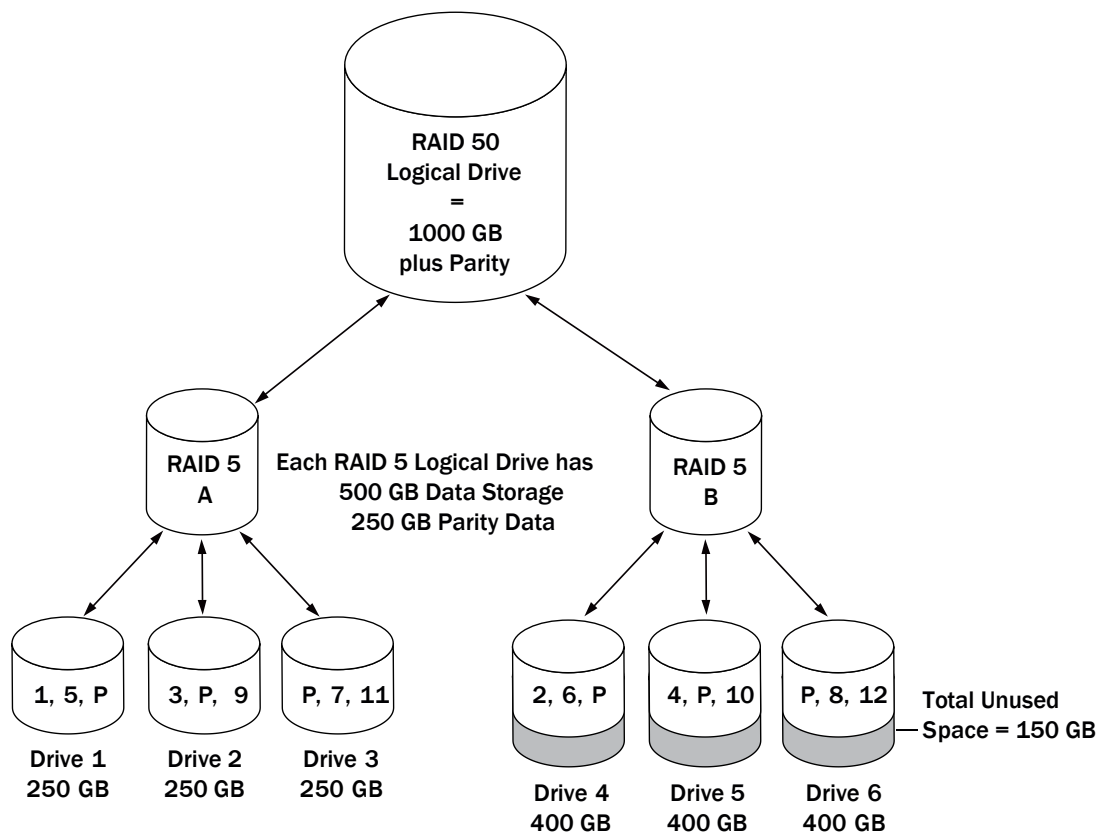 RAID 50
Logical Drive
=
1000 GB
plus Parity
RAID 5
A
Each RAID 5 Logical Drive has
500 GB Data Storage
250 GB Parity Data
RAID 5
B
1, 5, P
3, P, 9
P, 7, 11
2, 6, P
4, P, 10
P, 8, 12
Total Unused
Space = 150 GB
Drive 1
250 GB
Drive 2
250 GB
Drive 3
250 GB
Drive 4
400 GB
Drive 5
400 GB
Drive 6
400 GB